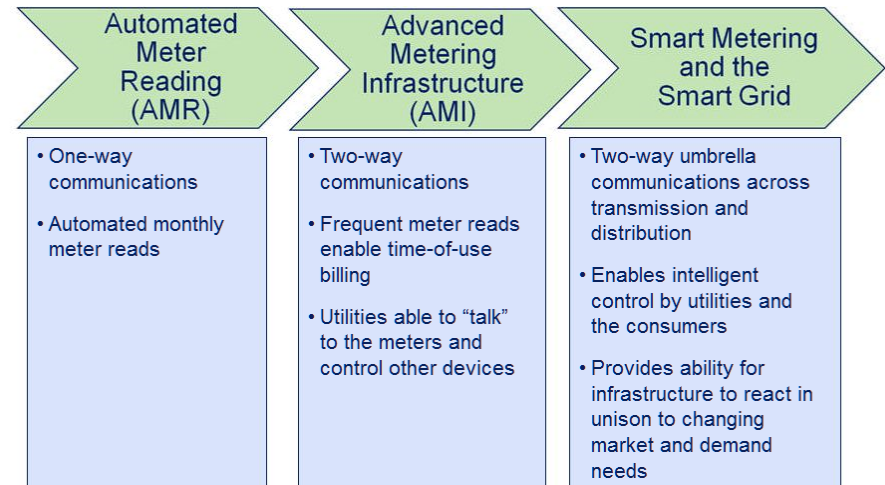 Automated
Meter
Reading
(AMR)
• One-way
communications
• Automated monthly
meter reads
Advanced
Metering
Infrastructure
(AMI)
• Two-way
communications
• Frequent meter reads
enable time-of-use
billing
• Utilities able to “talk”
to the meters and
control other devices
Smart Metering
and the
Smart Grid
• Two-way umbrella
communications across
transmission and
distribution
• Enables intelligent
control by utilities and
the consumers
• Provides ability for
infrastructure to react in
unison to changing
market and demand
needs